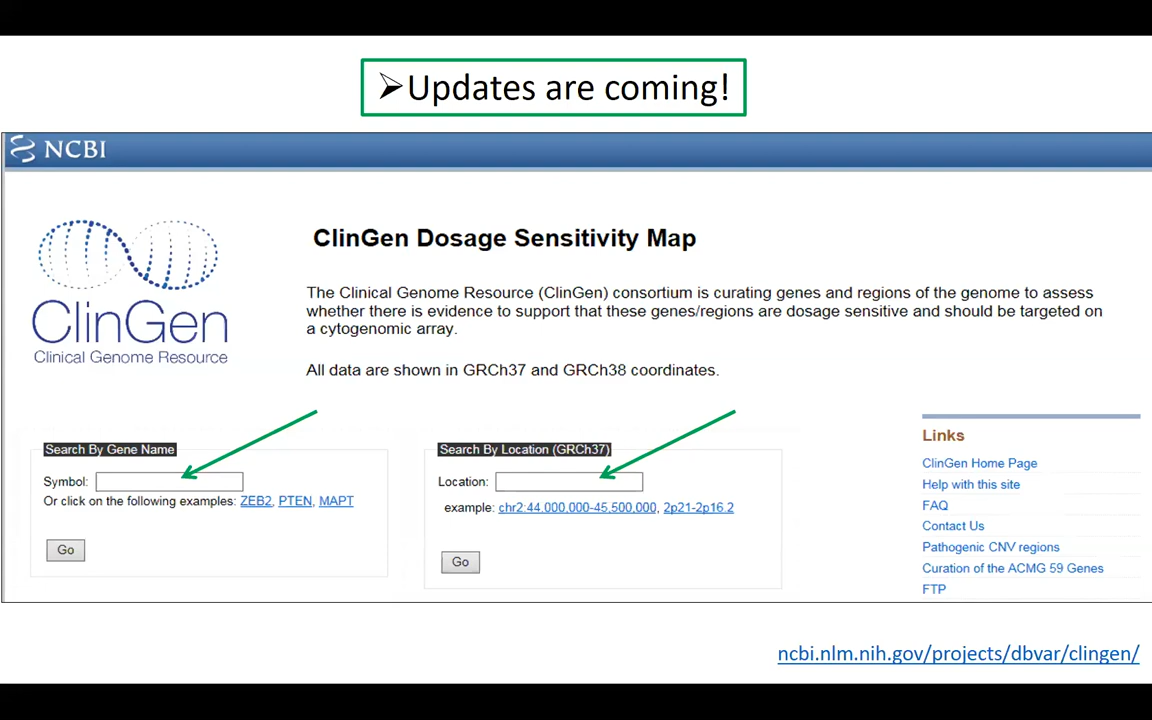 ➢Updates are coming!
NCBI
ClinGen
Clinical Genome Resource
ClinGen Dosage Sensitivity Map
The Clinical Genome Resource (ClinGen) consortium is curating genes and regions of the genome to assess
whether there is evidence to support that these genes/regions are dosage sensitive and should be targeted on
a cytogenomic array.
All data are shown in GRCh37 and GRCh38 coordinates.
Search By Gene Name
Symbol:
Or click on the following examples: ZEB2, PTEN, MAPT
Go
Search By Location (GRCh37)
Location:
example: chr2:44,000,000-45,500,000, 2p21-2p16.2
Go
Links
ClinGen Home Page
Help with this site
FAQ
Contact Us
Pathogenic CNV regions
Curation of the ACMG 59 Genes
FTP
ncbi.nlm.nih.gov/projects/dbvar/clingen/